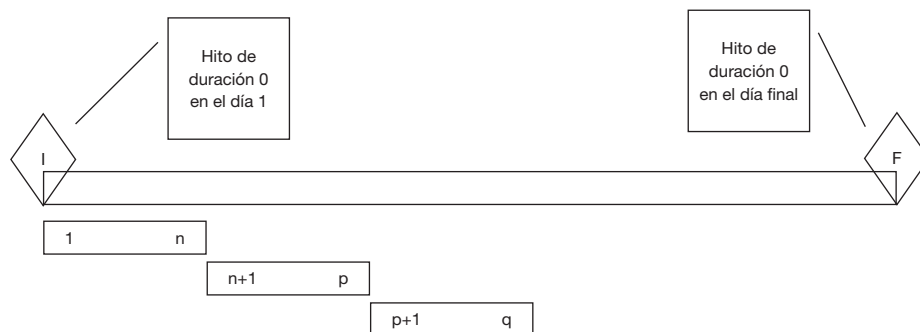 Hito de
duración 0
en el día 1
Hito de
duración 0
en el día final
I
F
1 n
n+1 p
p+1 q